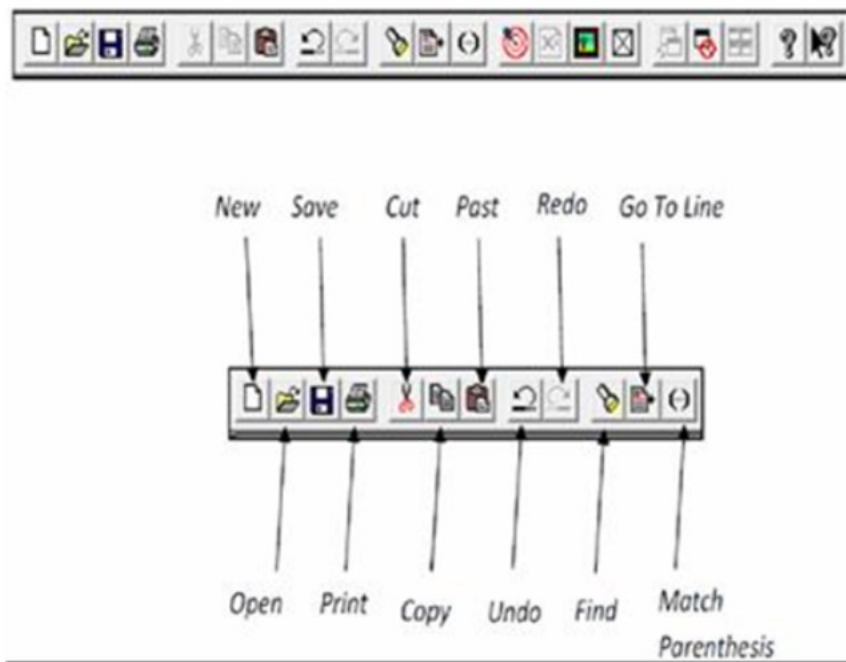 New Save Cut Past Redo Go To Line
Open Print Copy Undo Find Match
Parenthesis